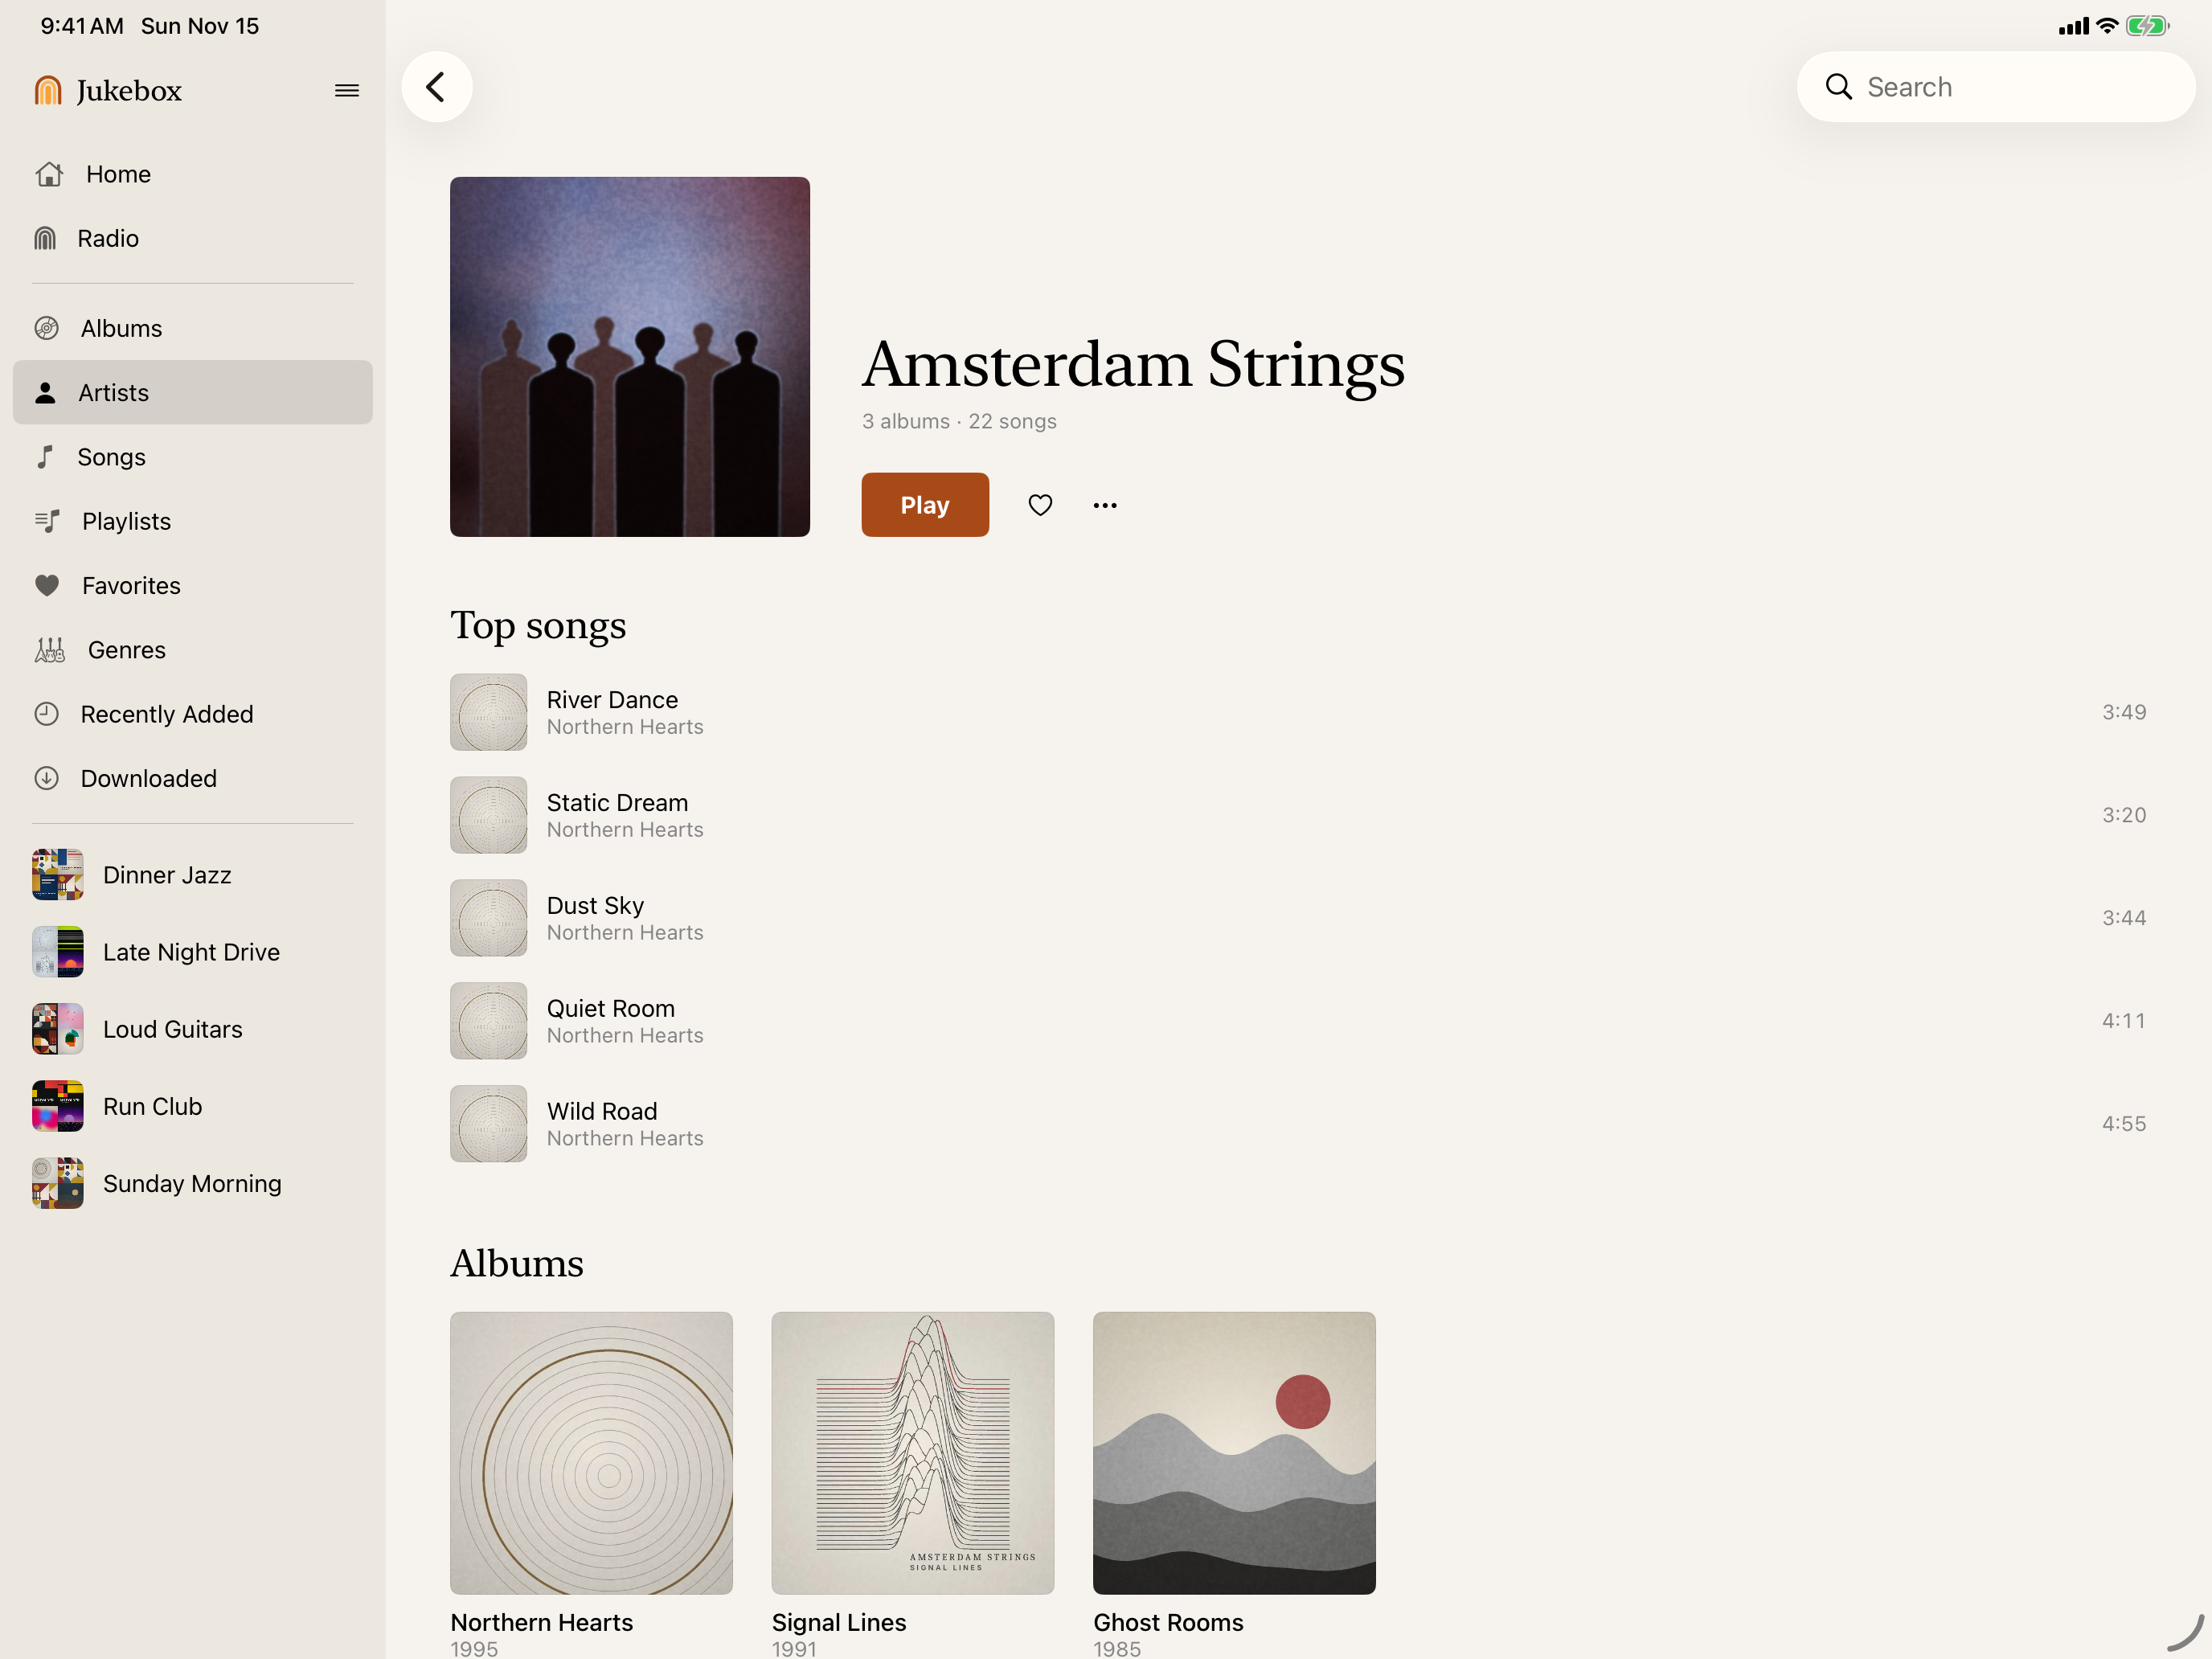 9:41 AM Sun Nov 15
Jukebox
Search
Home
Radio
Albums
Artists
Songs
Playlists
Favorites
Genres
Recently Added
Downloaded
Dinner Jazz
Late Night Drive
Loud Guitars
Run Club
Sunday Morning
Amsterdam Strings
3 albums · 22 songs
Play
Top songs
River Dance
Northern Hearts
3:49
Static Dream
Northern Hearts
3:20
Dust Sky
Northern Hearts
3:44
Quiet Room
Northern Hearts
4:11
Wild Road
Northern Hearts
4:55
Albums
AMSTERDAM STRINGS
SIGNAL LINES
Northern Hearts
1995
Signal Lines
1991
Ghost Rooms
1985